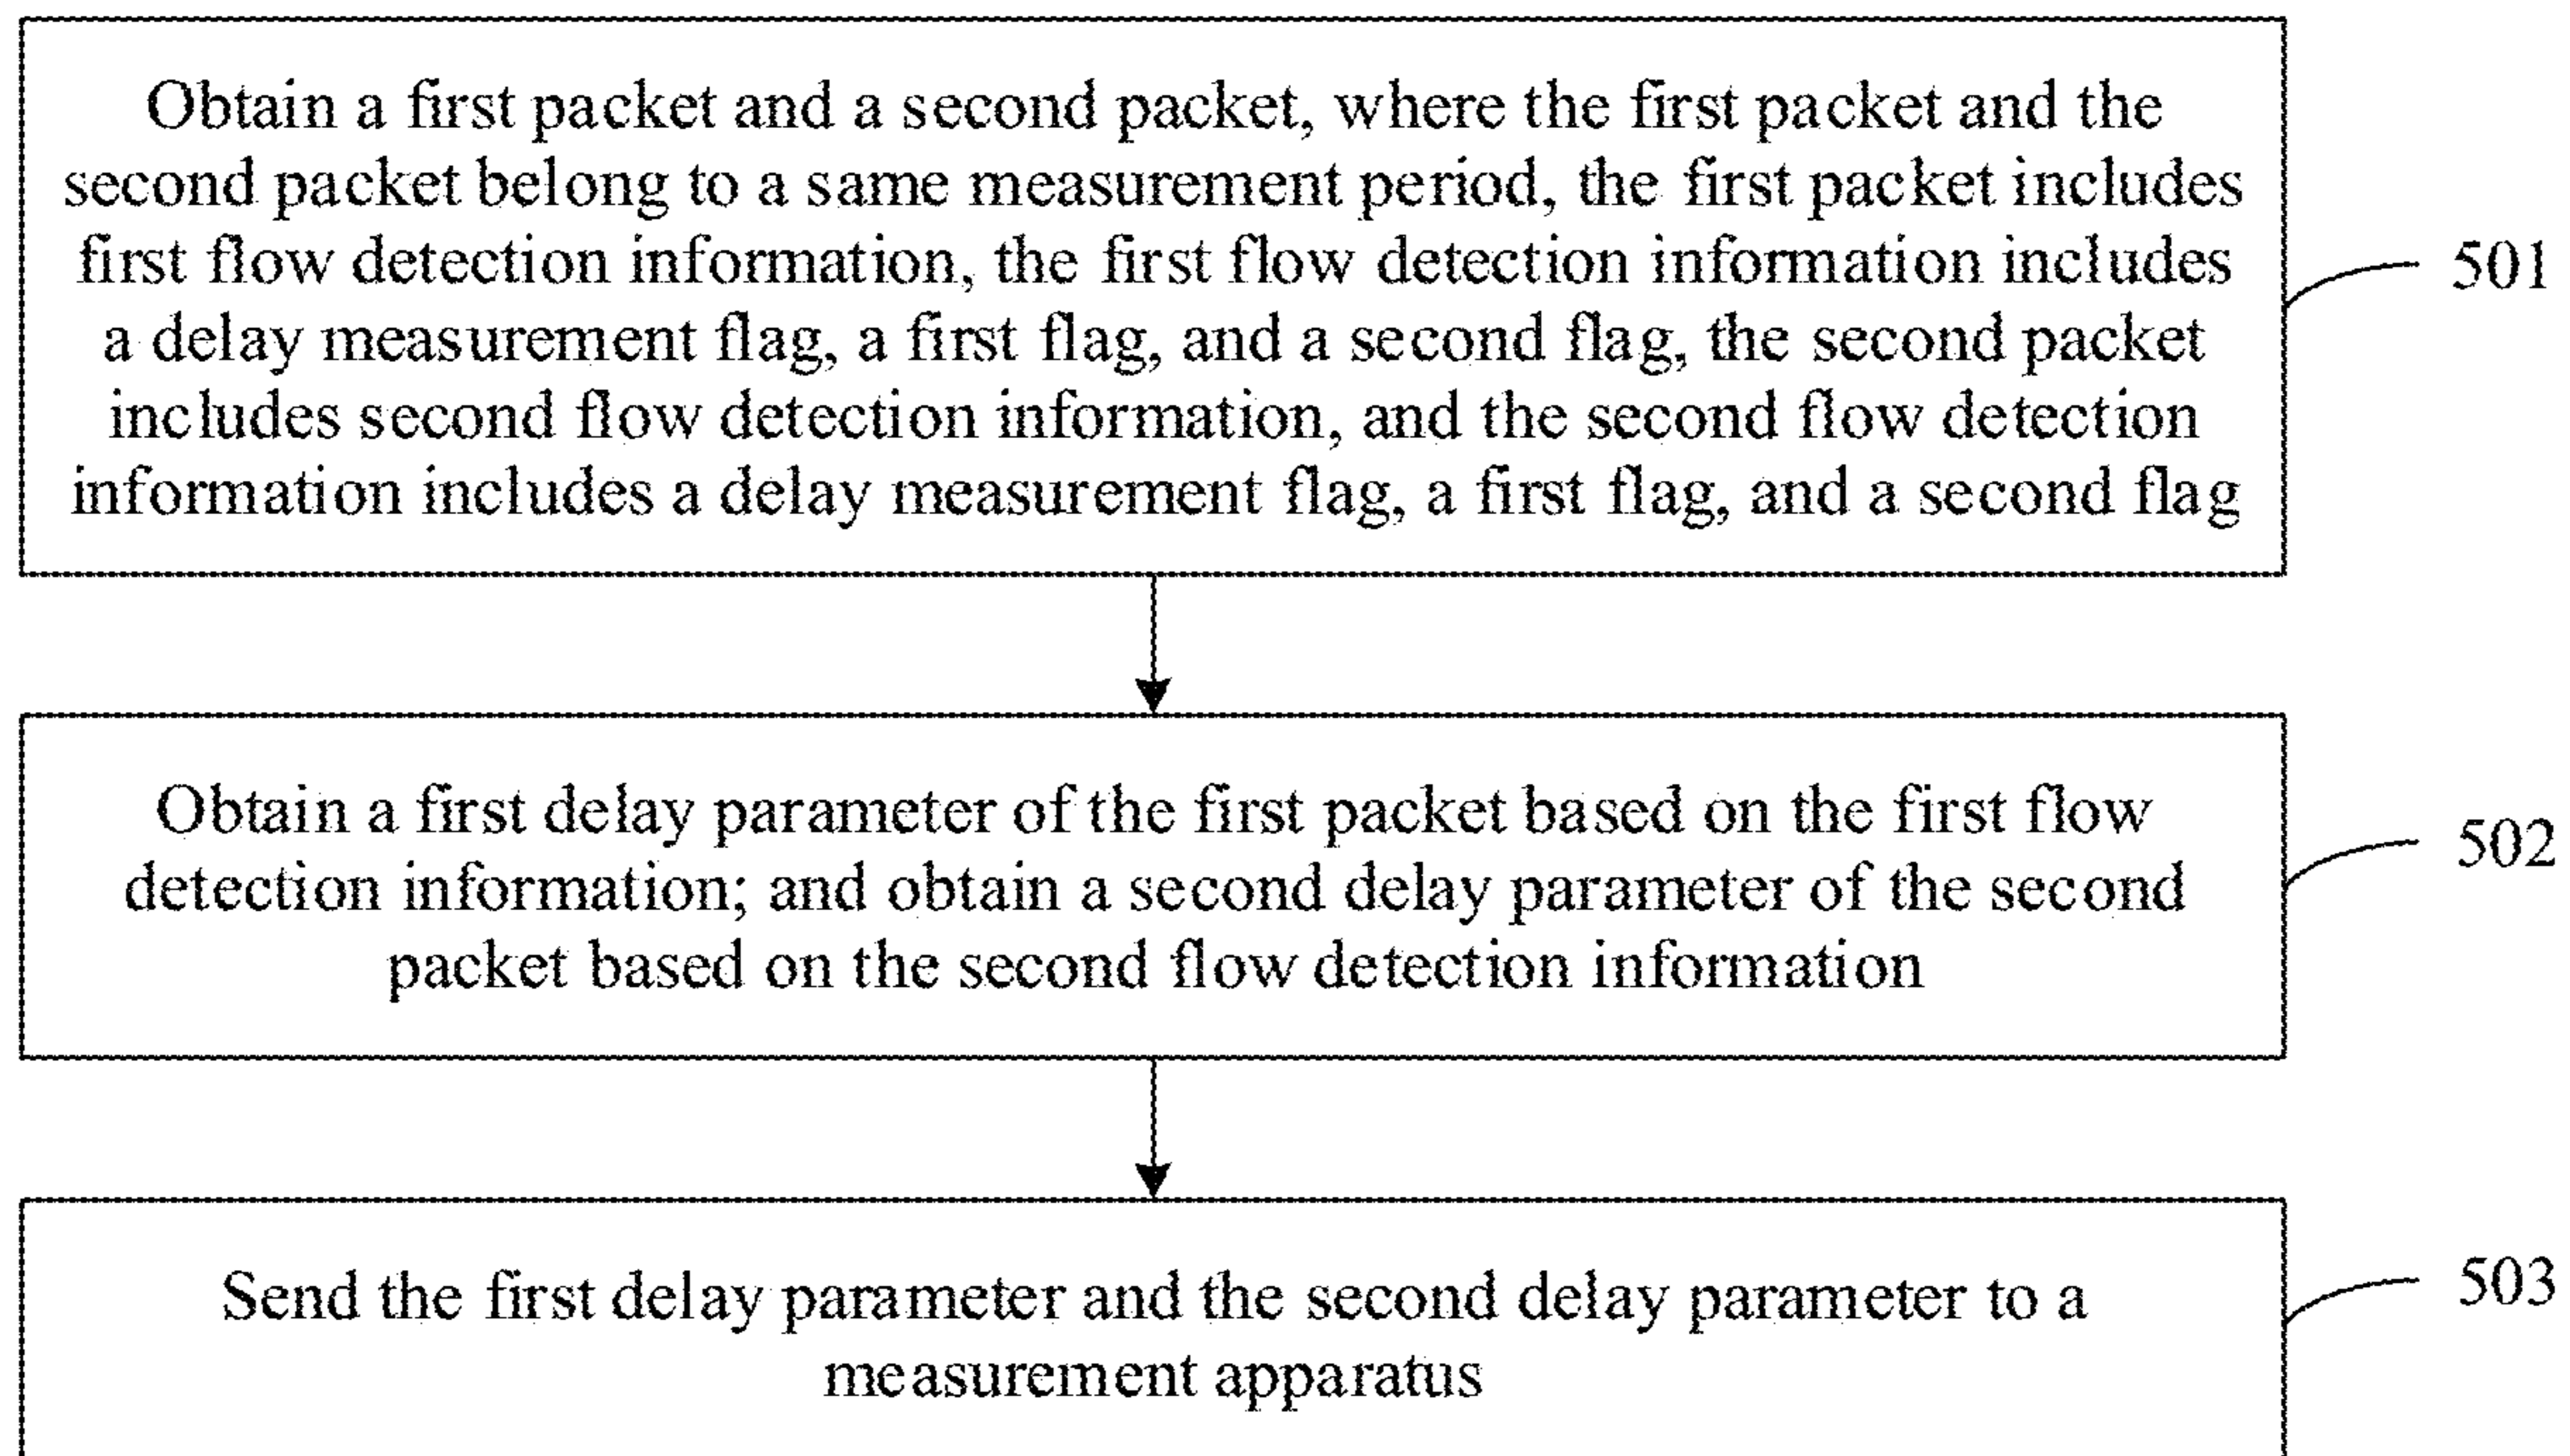 Obtain a first packet and a second packet, where the first packet and the
second packet belong to a same measurement period, the first packet includes
first flow detection information, the first flow detection information includes
a delay measurement flag, a first flag, and a second flag, the second packet
includes second flow detection information, and the second flow detection
information includes a delay measurement flag, a first flag, and a second flag
501
Obtain a first delay parameter of the first packet based on the first flow
detection information; and obtain a second delay parameter of the second
packet based on the second flow detection information
502
Send the first delay parameter and the second delay parameter to a
measurement apparatus
503